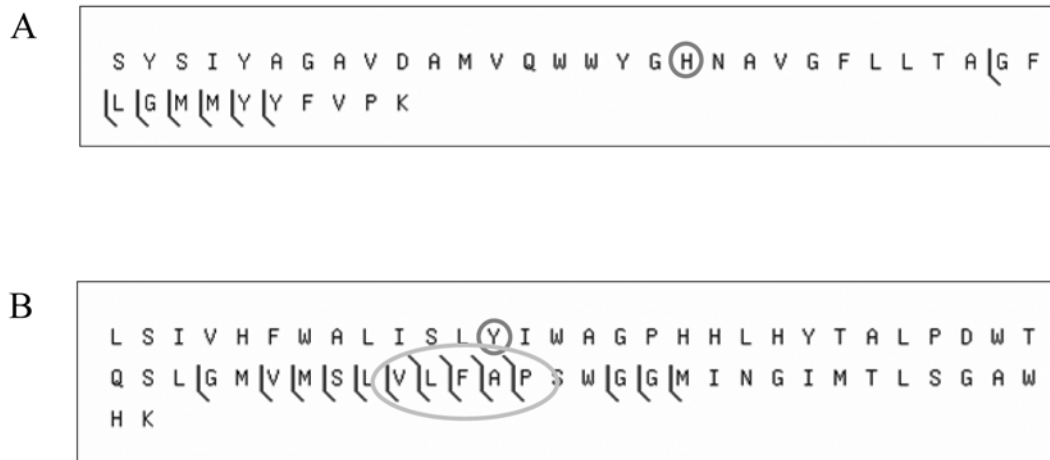 A
S Y S I Y A G A V D A M V Q W W Y G H N A V G F L L T A G F
L G M M Y Y F V P K
B
L S I V H F W A L I S L Y I W A G P H H L H Y T A L P D W T
Q S L G M V M S L V L F A P S W G G M I N G I M T L S G A W
H K